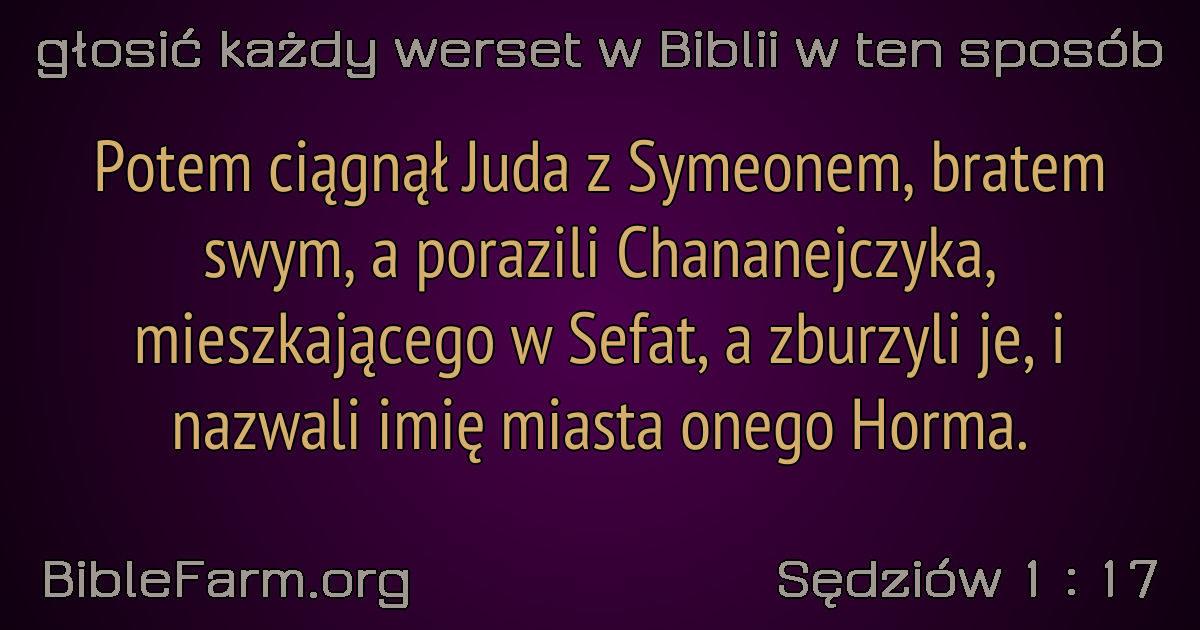 głosić każdy werset w Biblii w ten sposób
Potem ciągnął Juda z Symeonem, bratem
swym, a porazili Chananejczyka,
mieszkającego w Sefat, a zburzyli je, i
nazwali imię miasta onego Horma.
BibleFarm.org
Sędziów 1 : 17